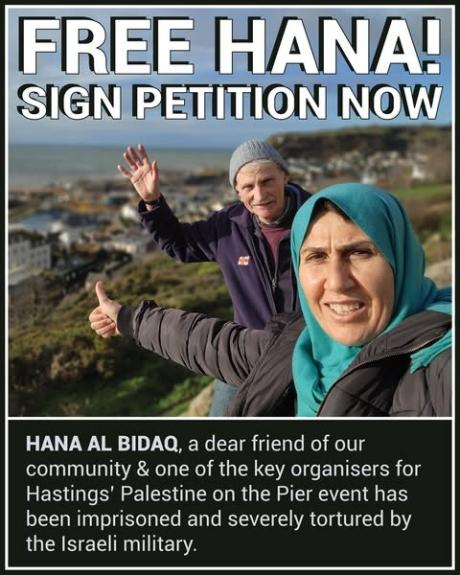 FREE HANA!
SIGN PETITION NOW
HANA AL BIDAQ, a dear friend of our
community & one of the key organisers for
Hastings' Palestine on the Pier event has
been imprisoned and severely tortured by
the Israeli military.